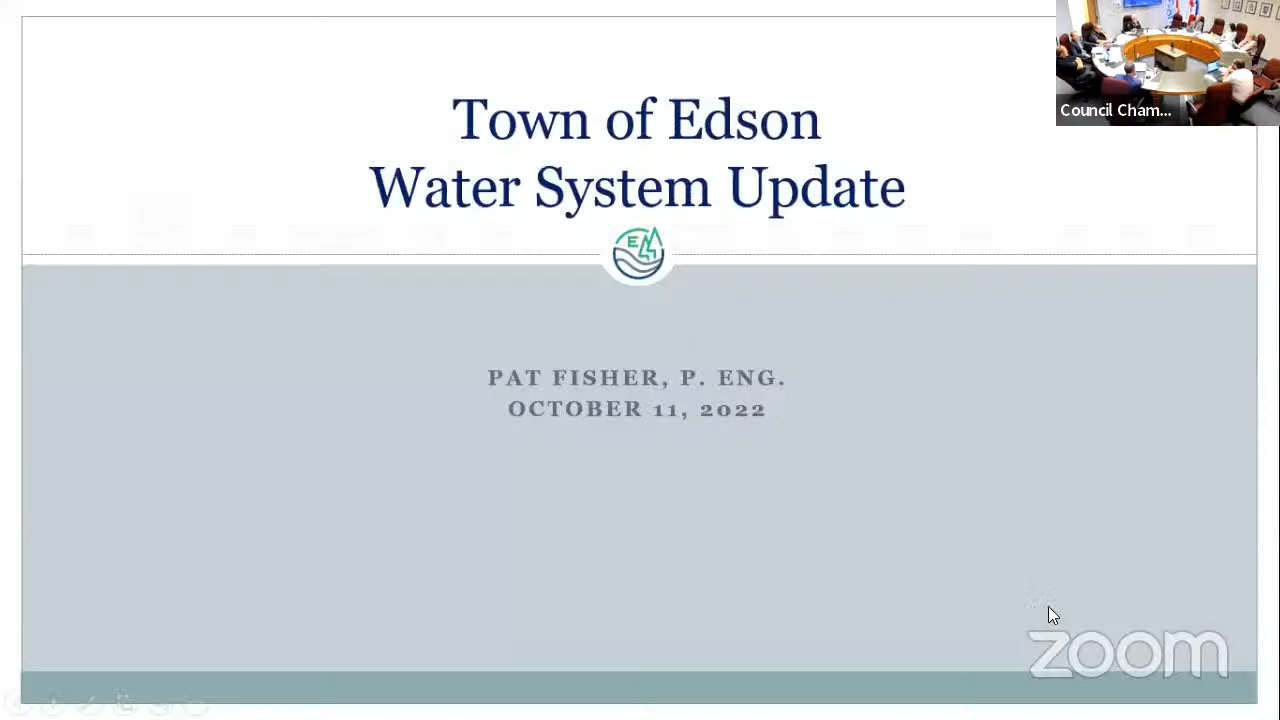 Town of Edson
Water System Update
PAT FISHER, P. ENG.
OCTOBER 11, 2022
Council Cham...
zoom